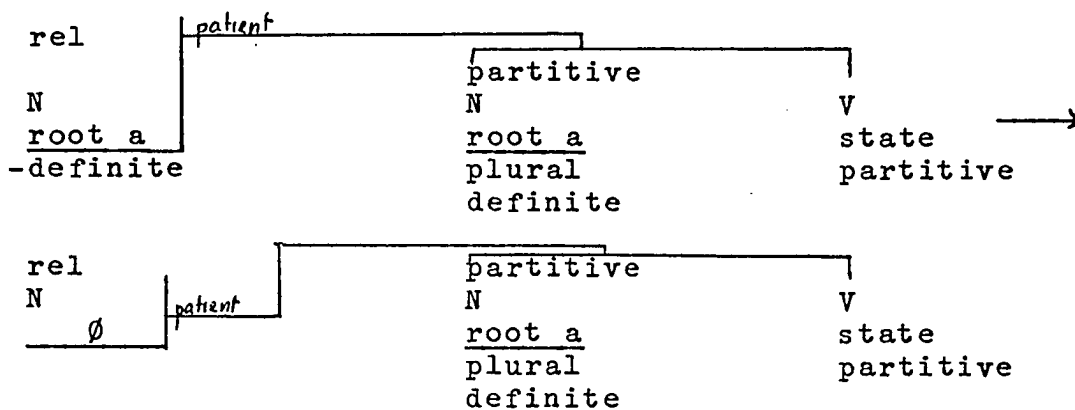 rel patient
partitive
N N V
root a root a state
-definite plural partitive
definite
rel partitive
N patient N V
∅ root a state
plural partitive
definite